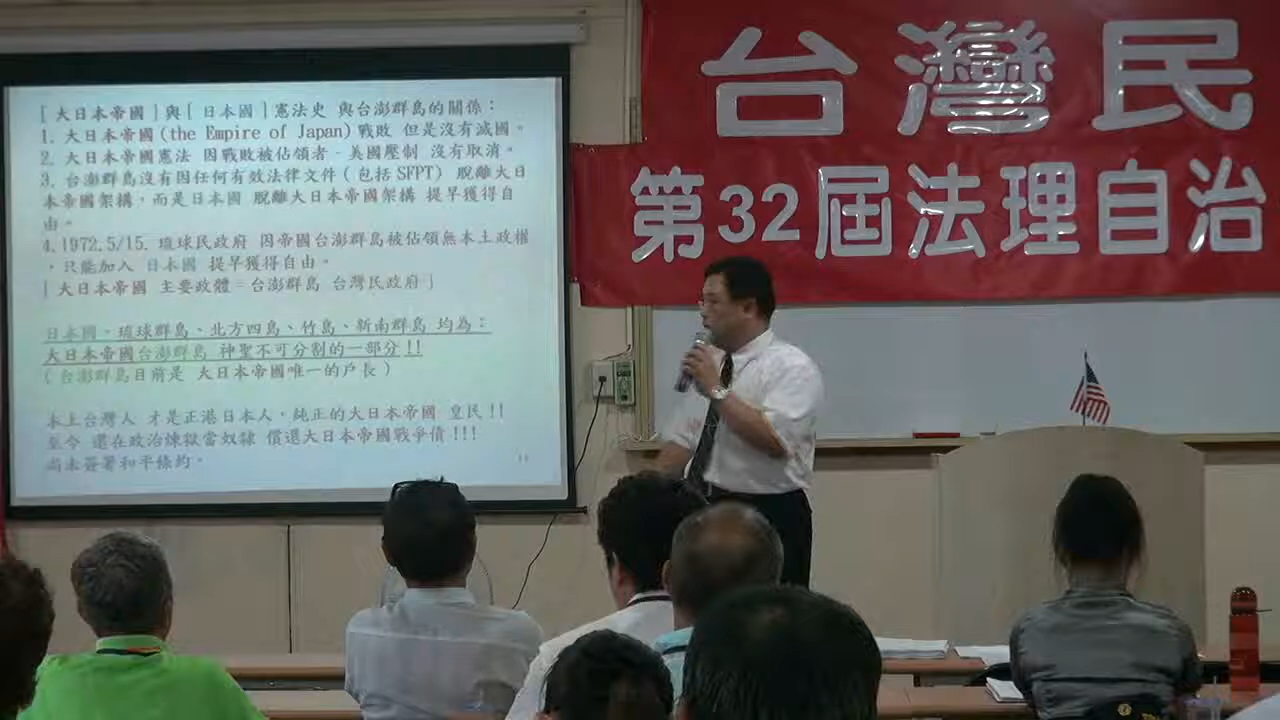 台灣民
第32屆法理自治
[ 大日本帝國 ] 與 [ 日本國 ] 憲法史 與台澎群島的關係：
1. 大日本帝國 (the Empire of Japan) 戰敗 但是沒有滅國。
2. 大日本帝國憲法 因戰敗被佔領者－美國壓制 沒有取消。
3. 台澎群島沒有因任何有效法律文件 (包括 SFPT) 脫離大日
本帝國架構，而是日本國 脫離大日本帝國架構 提早獲得自
由。
4.1972.5/15. 琉球民政府 因帝國台澎群島被佔領無本土政權
，只能加入 日本國 提早獲得自由。
[ 大日本帝國 主要政體＝台澎群島 台灣民政府 ]
日本國、琉球群島、北方四島、竹島、新南群島 均為：
大日本帝國台澎群島 神聖不可分割的一部分!!
( 台澎群島目前是 大日本帝國唯一的戶長 )
本土台灣人 才是正港日本人，純正的大日本帝國 皇民!!
至今 還在政治煉獄當奴隸 償還大日本帝國戰爭債!!!
尚未簽署和平條約。